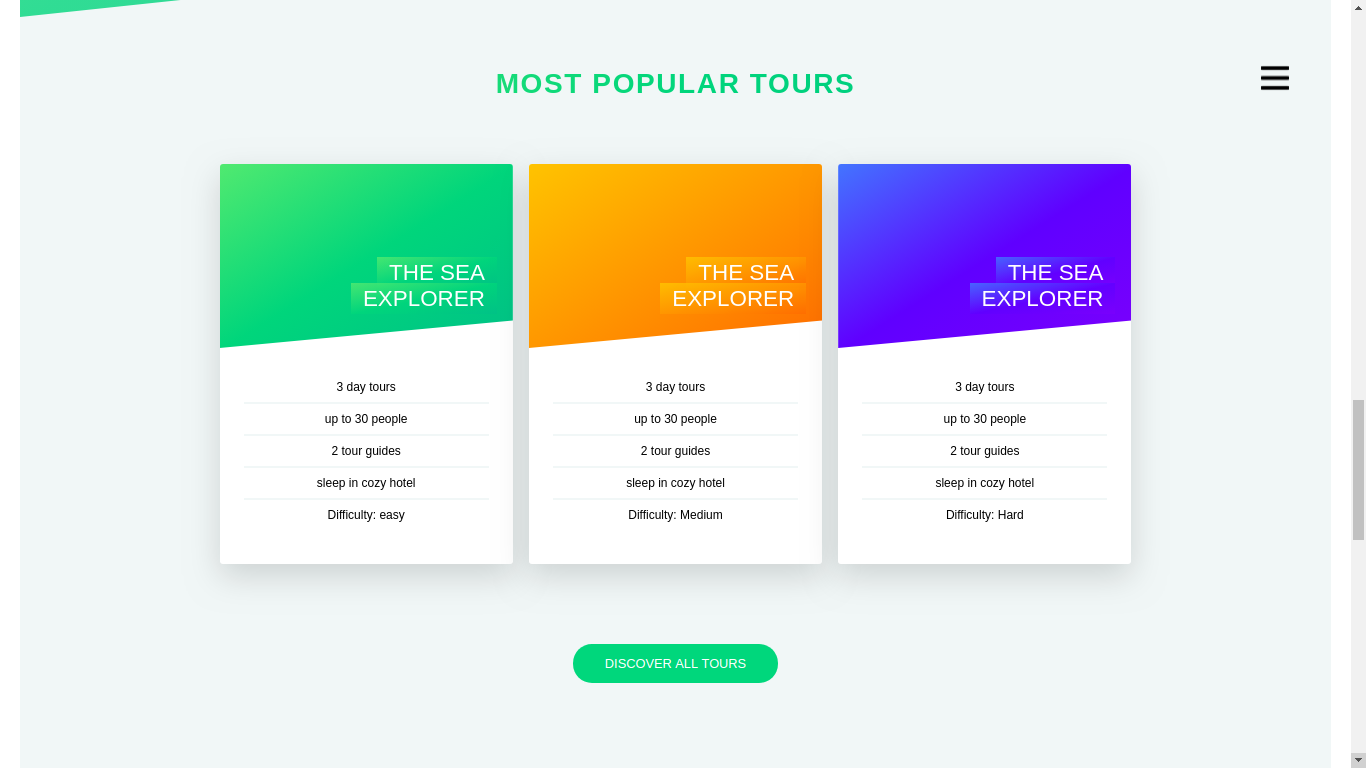 MOST POPULAR TOURS
THE SEA
EXPLORER
3 day tours
up to 30 people
2 tour guides
sleep in cozy hotel
Difficulty: easy
THE SEA
EXPLORER
3 day tours
up to 30 people
2 tour guides
sleep in cozy hotel
Difficulty: Medium
THE SEA
EXPLORER
3 day tours
up to 30 people
2 tour guides
sleep in cozy hotel
Difficulty: Hard
DISCOVER ALL TOURS